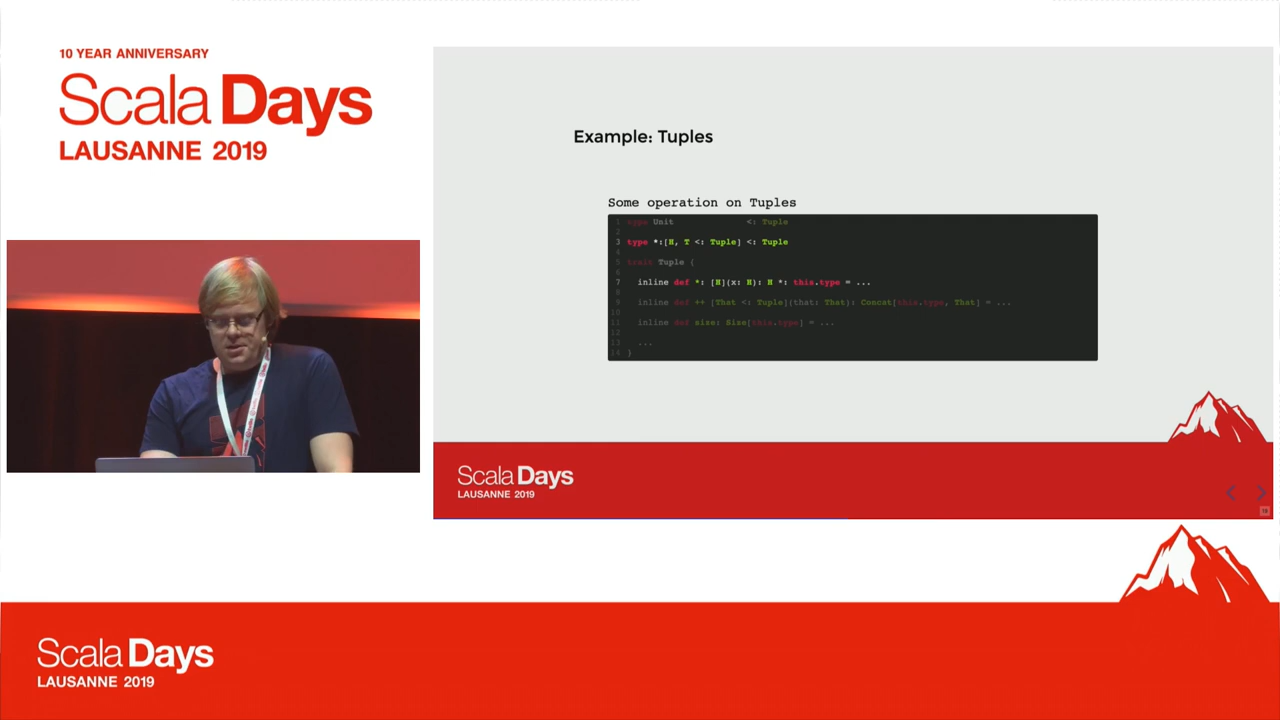 10 YEAR ANNIVERSARY
Scala Days
LAUSANNE 2019
Example: Tuples
Some operation on Tuples
1 type Unit <: Tuple
2
3 type *:[H, T <: Tuple] <: Tuple
4
5 Tuple {
6
7 inline def *: [H](x: H): H *: this.type = ...
8
9 inline def ++ [That <: Tuple](that: That): Concat[this.type, That] = ...
10
11 inline def size: Size[this.type] = ...
12
13 ...
14 }
Scala Days
LAUSANNE 2019
Scala Days
LAUSANNE 2019